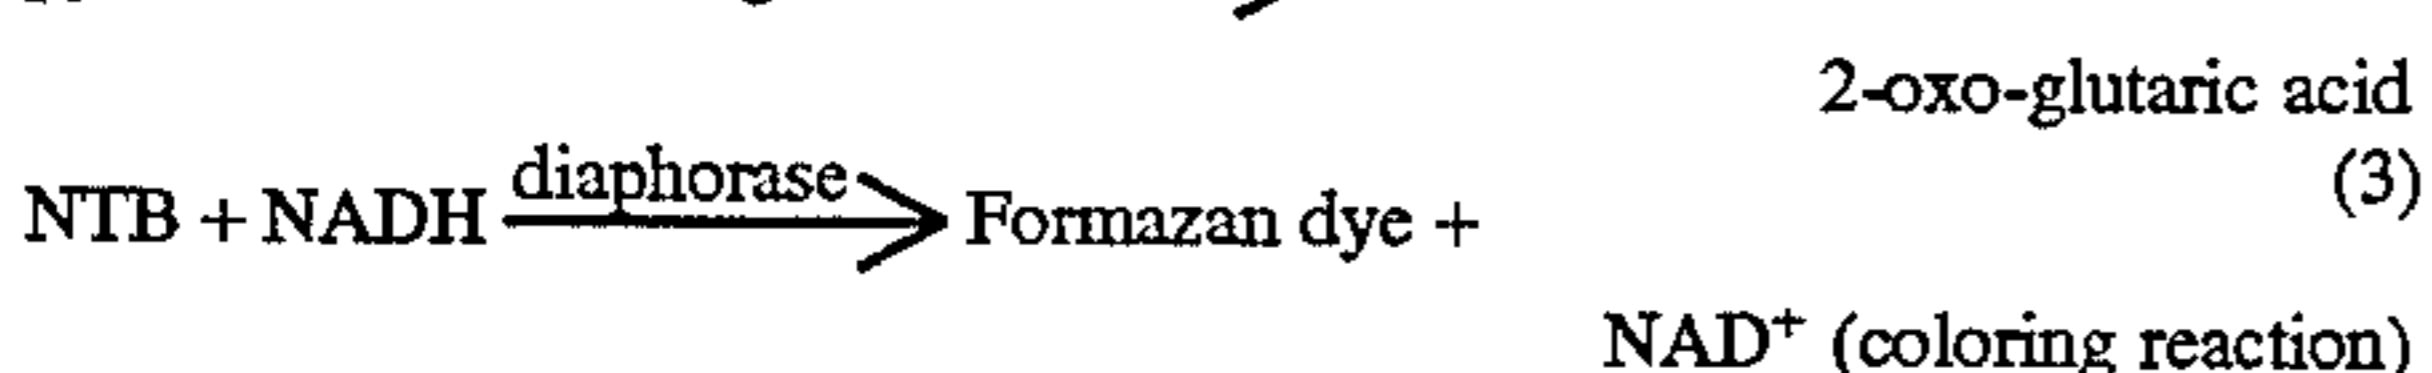 2-oxo-glutaric acid
(3)
NTB + NADH diaphorase Formazan dye +
NAD⁺ (coloring reaction)